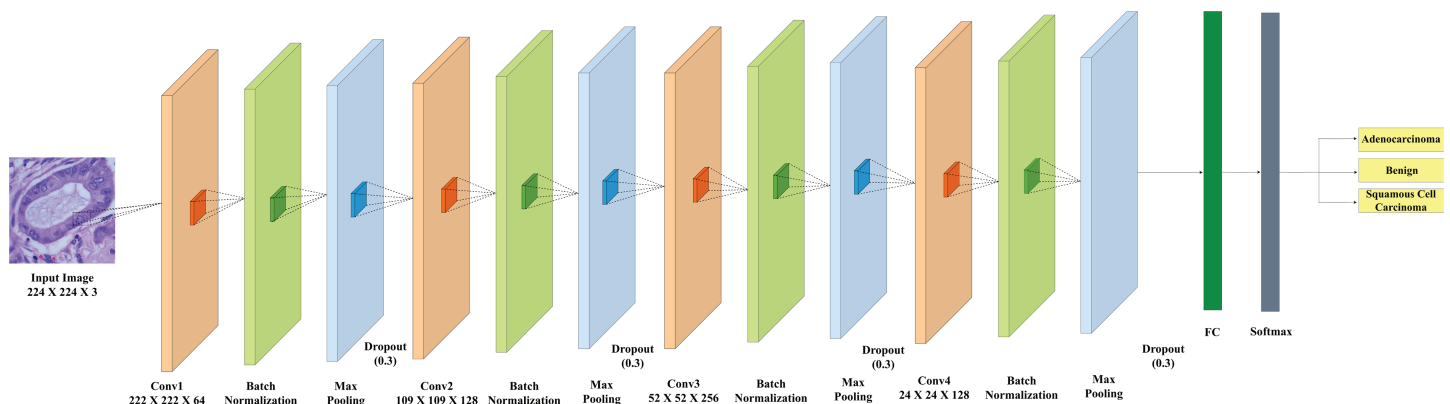 Input Image
224 X 224 X 3
Conv1
222 X 222 X 64
Batch
Normalization
Max
Pooling
Dropout
(0.3)
Conv2
109 X 109 X 128
Batch
Normalization
Max
Pooling
Dropout
(0.3)
Conv3
52 X 52 X 256
Batch
Normalization
Max
Pooling
Dropout
(0.3)
Conv4
24 X 24 X 128
Batch
Normalization
Max
Pooling
Dropout
(0.3)
FC
Softmax
Adenocarcinoma
Benign
Squamous Cell
Carcinoma